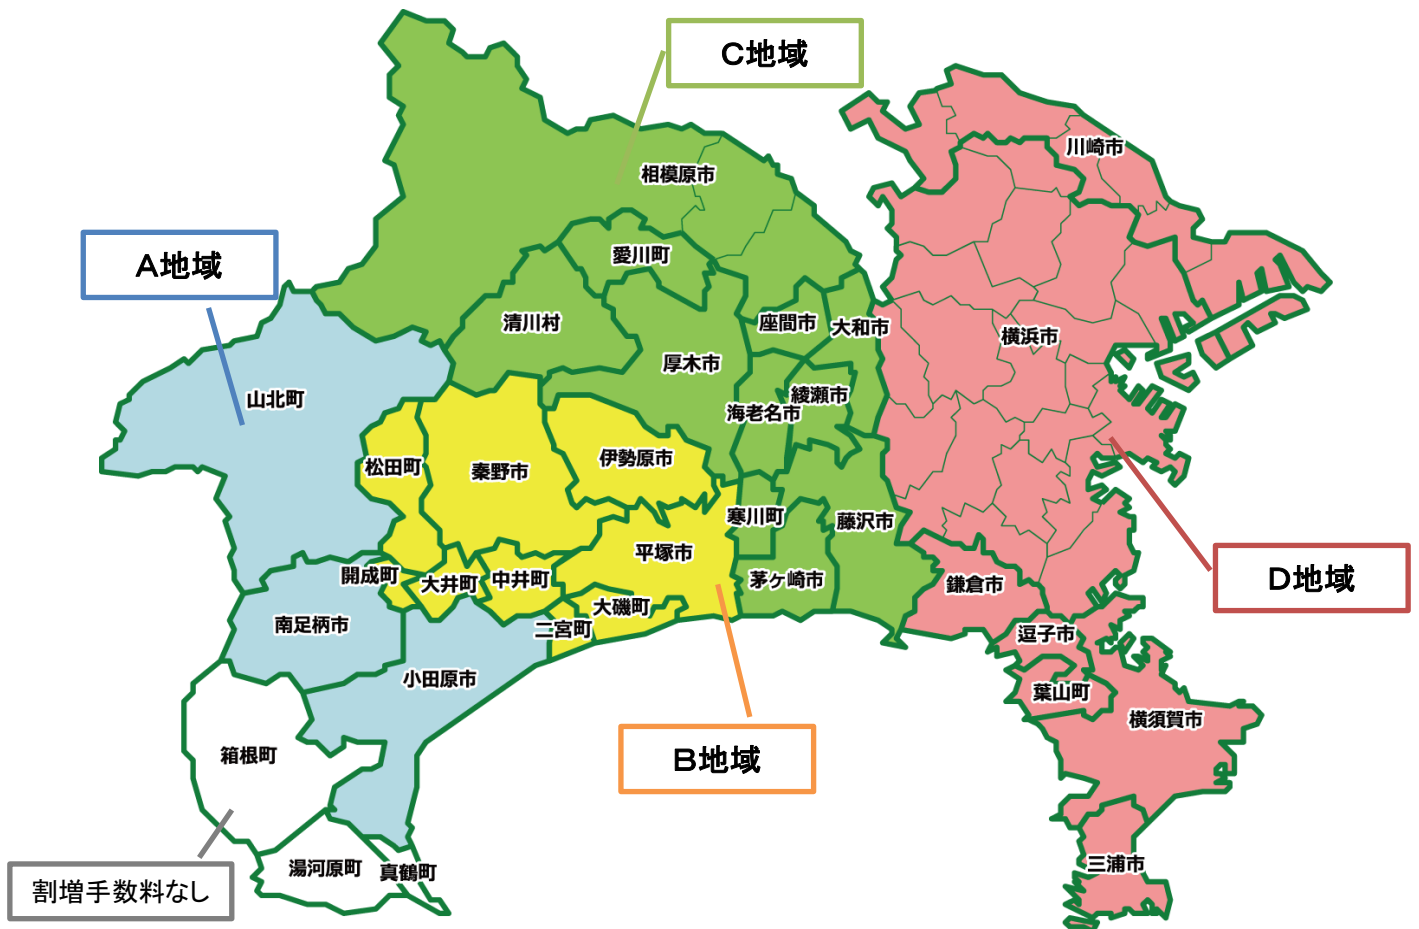 C地域
川崎市
相模原市
A地域
愛川町
清川村
座間市
大和市
横浜市
厚木市
山北町
綾瀬市
海老名市
松田町
秦野市
伊勢原市
寒川町
藤沢市
平塚市
開成町
大井町
中井町
茅ヶ崎市
鎌倉市
D地域
大磯町
南足柄市
二宮町
逗子市
小田原市
葉山町
横須賀市
箱根町
B地域
三浦市
湯河原町
真鶴町
割増手数料なし